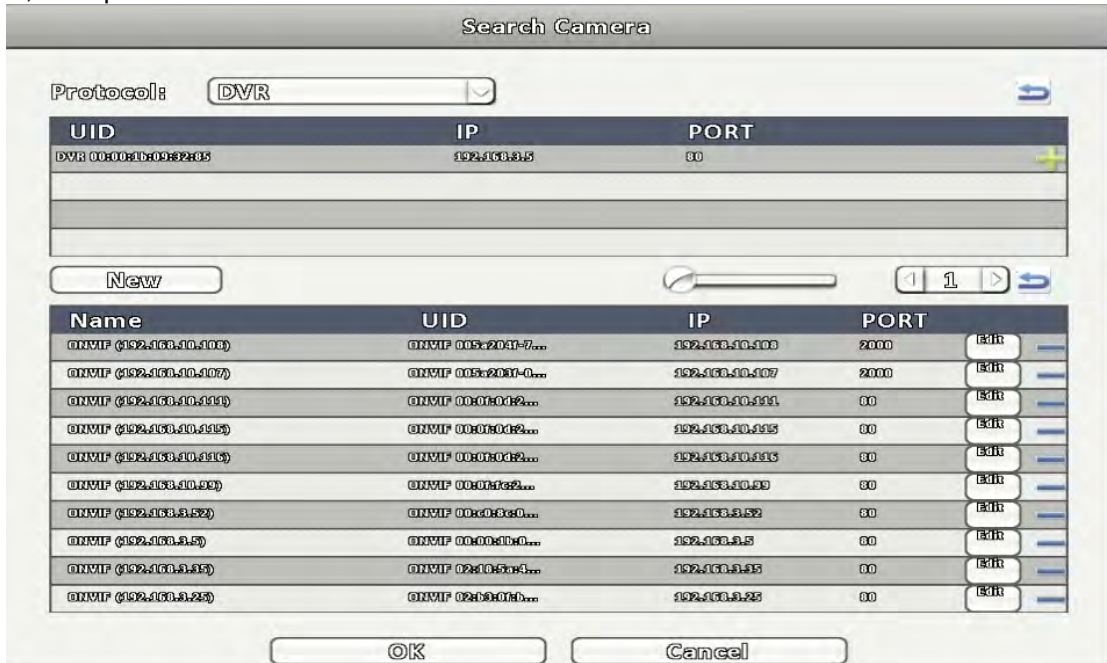 Search Camera
Protocol: DVR
UID IP PORT
DVR 00:00:1b:09:32:85 192.168.3.5 80
New 1
Name UID IP PORT
ONVIF (192.168.10.108) ONVIF 005a204f-7... 192.168.10.108 2000 Edit
ONVIF (192.168.10.107) ONVIF 005a203f-0... 192.168.10.107 2000 Edit
ONVIF (192.168.10.111) ONVIF 00:0f:0d:2... 192.168.10.111 80 Edit
ONVIF (192.168.10.115) ONVIF 00:0f:0d:2... 192.168.10.115 80 Edit
ONVIF (192.168.10.116) ONVIF 00:0f:0d:2... 192.168.10.116 80 Edit
ONVIF (192.168.10.99) ONVIF 00:0f:fc:2... 192.168.10.99 80 Edit
ONVIF (192.168.3.52) ONVIF 00:c0:8c:0... 192.168.3.52 80 Edit
ONVIF (192.168.3.5) ONVIF 00:00:1b:0... 192.168.3.5 80 Edit
ONVIF (192.168.3.35) ONVIF 02:10:5a:4... 192.168.3.35 80 Edit
ONVIF (192.168.3.25) ONVIF 02:b3:0f:b... 192.168.3.25 80 Edit
OK Cancel